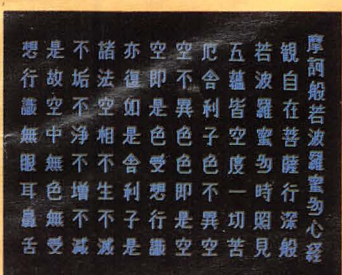 摩訶般若波羅蜜多心経
観自在菩薩行深般
若波羅蜜多時照見
五蘊皆空度一切苦
厄舎利子色不異空
空不異色色即是空
空即是色受想行識
亦復如是舎利子是
諸法空相不生不滅
不垢不浄不増不減
是故空中無色無受
想行識無眼耳鼻舌